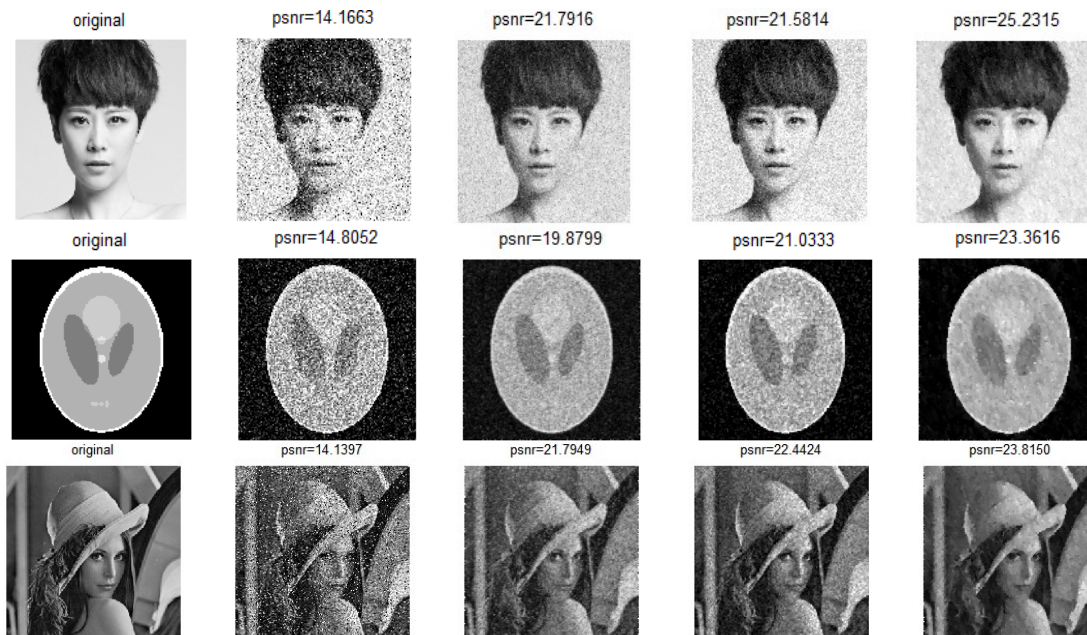 original
psnr=14.1663
psnr=21.7916
psnr=21.5814
psnr=25.2315
original
psnr=14.8052
psnr=19.8799
psnr=21.0333
psnr=23.3616
original
psnr=14.1397
psnr=21.7949
psnr=22.4424
psnr=23.8150